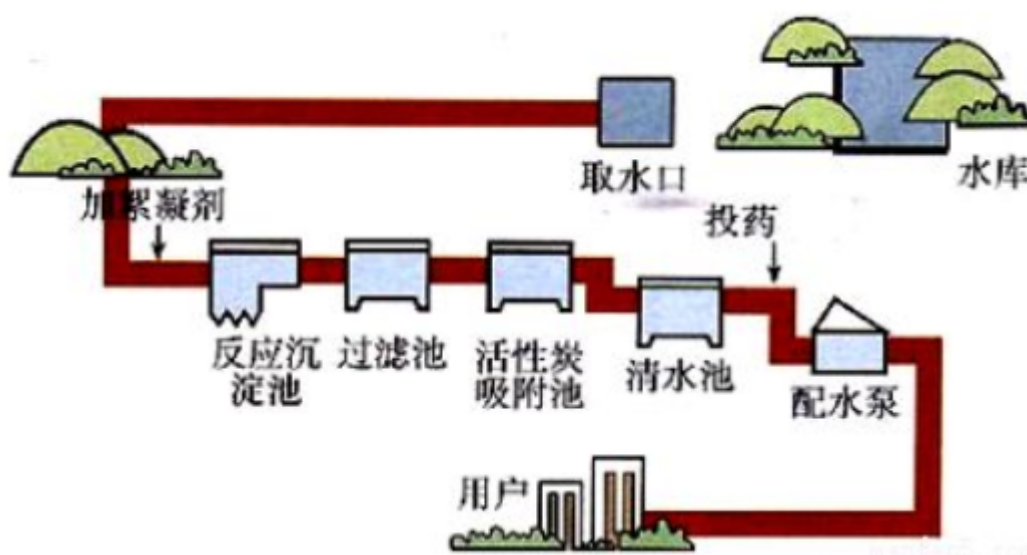 取水口
水库
加絮凝剂
投药
反应沉
淀池
过滤池
活性炭
吸附池
清水池
配水泵
用户